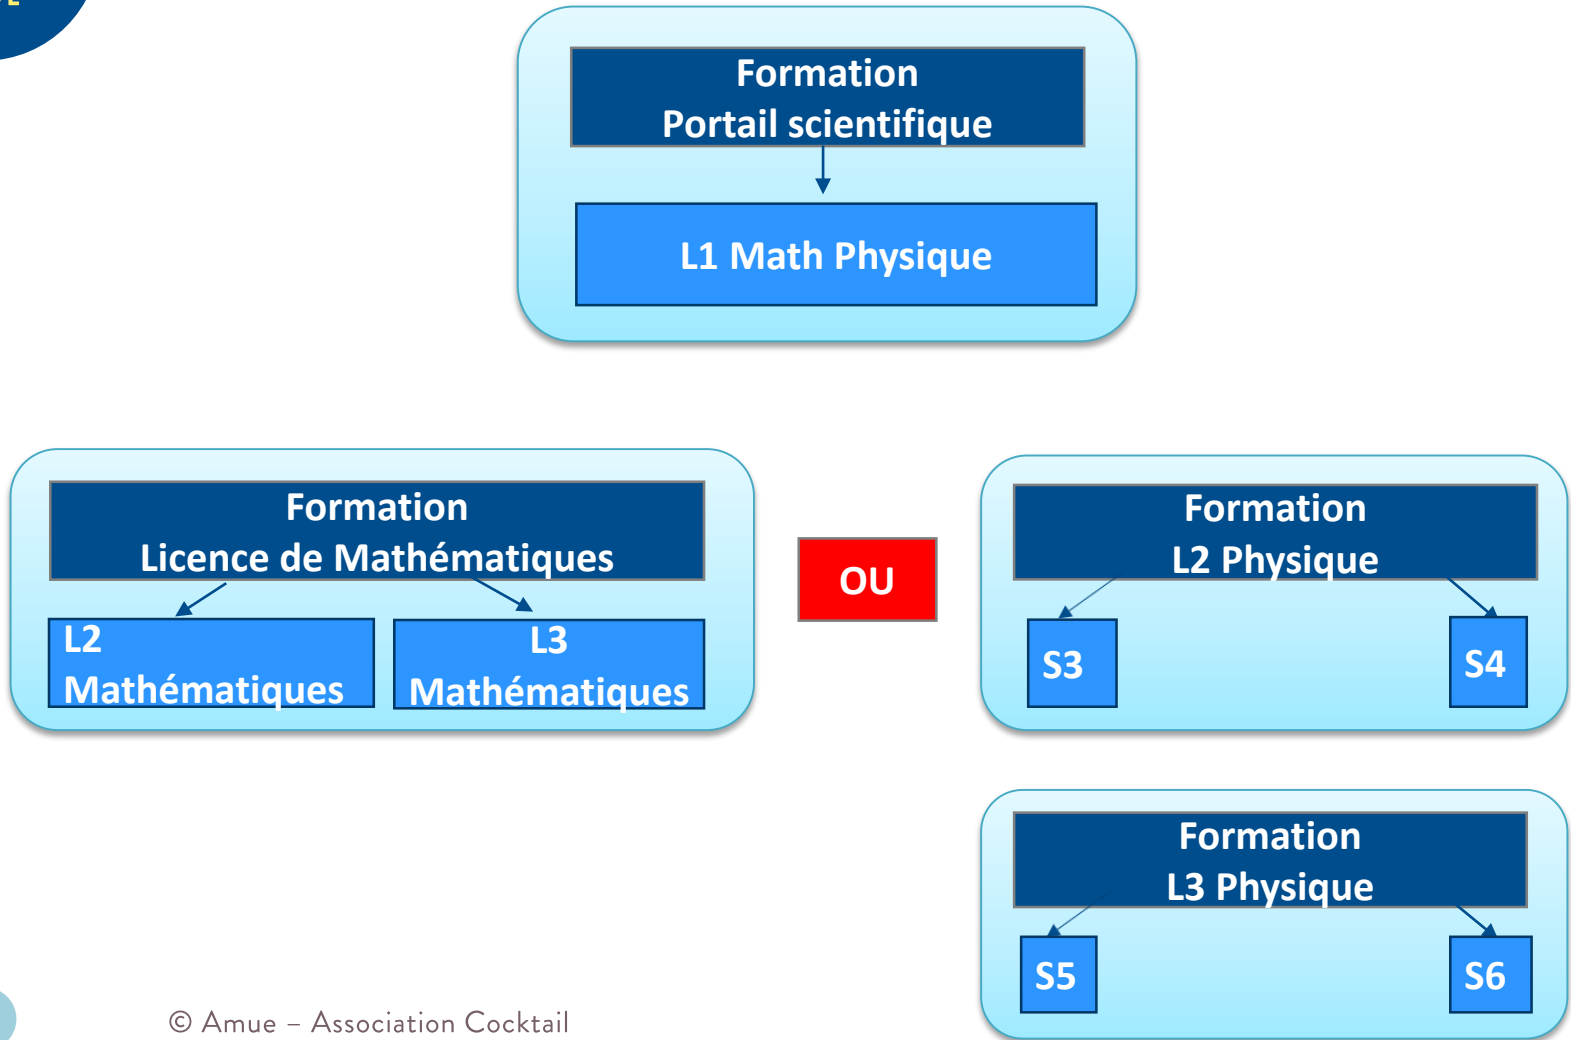 Formation
Portail scientifique
L1 Math Physique
Formation
Licence de Mathématiques
L2
Mathématiques
L3
Mathématiques
OU
Formation
L2 Physique
S3
S4
Formation
L3 Physique
S5
S6
© Amue – Association Cocktail